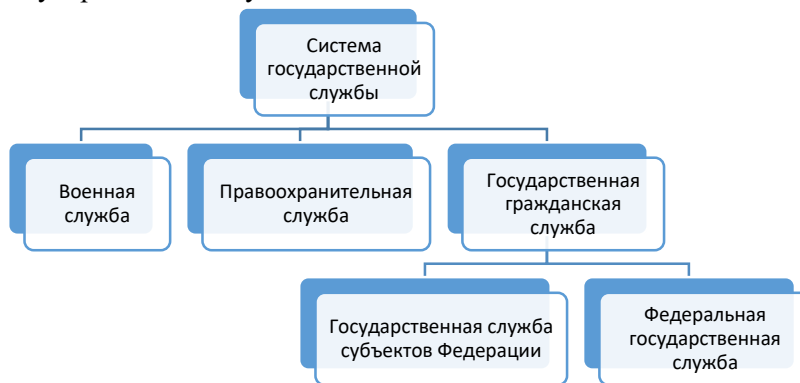 Система
государственной
службы
Военная
служба
Правоохранительная
служба
Государственная
гражданская
служба
Государственная служба
субъектов Федерации
Федеральная
государственная
служба